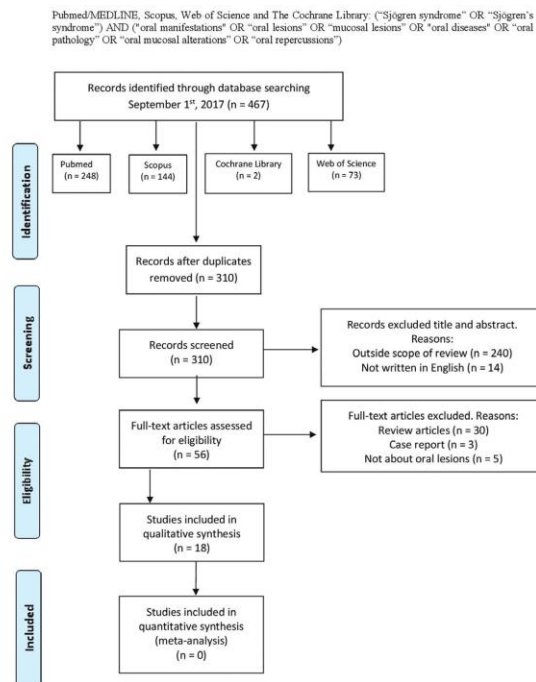 Pubmed/MEDLINE, Scopus, Web of Science and The Cochrane Library: (“Sjögren syndrome” OR “Sjögren’s
syndrome”) AND ("oral manifestations" OR “oral lesions” OR “mucosal lesions” OR "oral diseases" OR “oral
pathology” OR “oral mucosal alterations” OR “oral repercussions”)
Records identified through database searching
September 1st, 2017 (n = 467)
Identification
Pubmed
(n = 248)
Scopus
(n = 144)
Cochrane Library
(n = 2)
Web of Science
(n = 73)
Records after duplicates
removed (n = 310)
Screening
Records screened
(n = 310)
Records excluded title and abstract.
Reasons:
Outside scope of review (n = 240)
Not written in English (n = 14)
Full-text articles assessed
for eligibility
(n = 56)
Full-text articles excluded. Reasons:
Review articles (n = 30)
Case report (n = 3)
Not about oral lesions (n = 5)
Eligibility
Studies included in
qualitative synthesis
(n = 18)
Included
Studies included in
quantitative synthesis
(meta-analysis)
(n = 0)